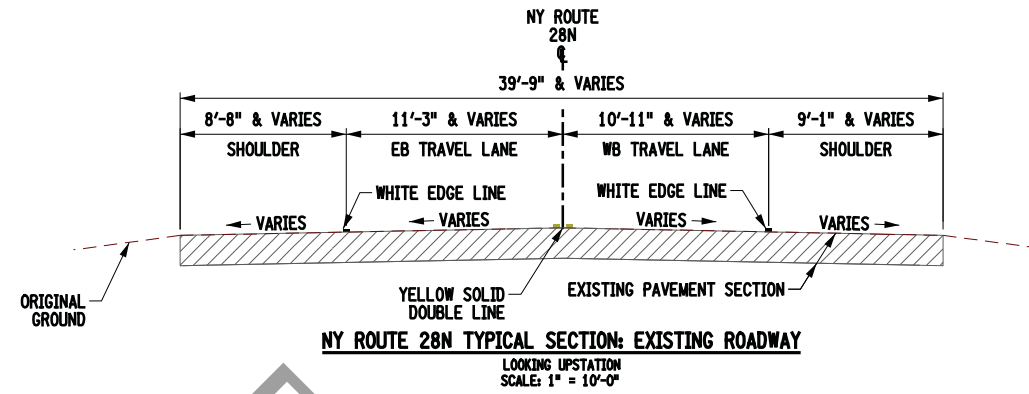 NY ROUTE
28N
℄
39'-9" & VARIES
8'-8" & VARIES
11'-3" & VARIES
10'-11" & VARIES
9'-1" & VARIES
SHOULDER
EB TRAVEL LANE
WB TRAVEL LANE
SHOULDER
WHITE EDGE LINE
WHITE EDGE LINE
VARIES
VARIES
VARIES
VARIES
ORIGINAL
GROUND
YELLOW SOLID
DOUBLE LINE
EXISTING PAVEMENT SECTION
NY ROUTE 28N TYPICAL SECTION: EXISTING ROADWAY
LOOKING UPSTATION
SCALE: 1" = 10'-0"